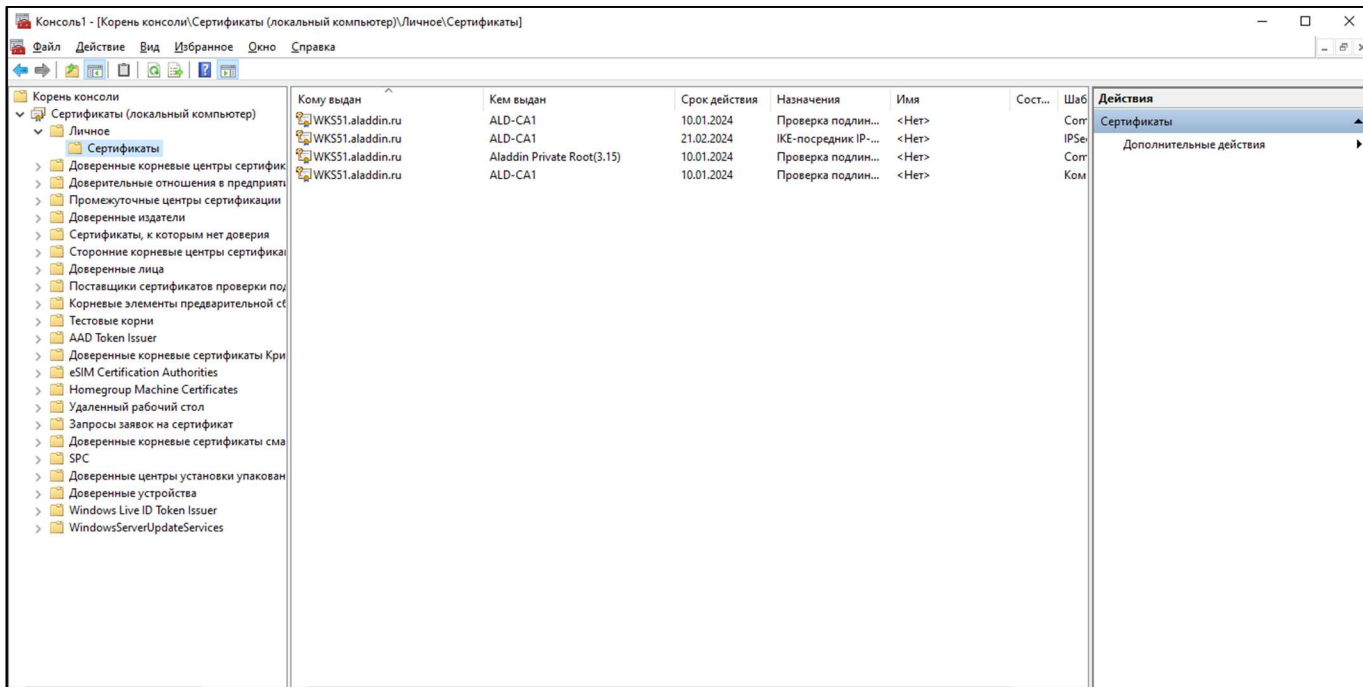 Консоль1 - [Корень консоли\Сертификаты (локальный компьютер)\Личное\Сертификаты]
Файл Действие Вид Избранное Окно Справка
Корень консоли
Сертификаты (локальный компьютер)
Личное
Сертификаты
Доверенные корневые центры сертифик
Доверительные отношения в предприяти
Промежуточные центры сертификации
Доверенные издатели
Сертификаты, к которым нет доверия
Сторонние корневые центры сертифика
Доверенные лица
Поставщики сертификатов проверки под
Корневые элементы предварительной сб
Тестовые корни
AAD Token Issuer
Доверенные корневые сертификаты Кри
eSIM Certification Authorities
Homegroup Machine Certificates
Удаленный рабочий стол
Запросы заявок на сертификат
Доверенные корневые сертификаты сма
SPC
Доверенные центры установки упакован
Доверенные устройства
Windows Live ID Token Issuer
WindowsServerUpdateServices
Кому выдан Кем выдан Срок действия Назначения Имя Сост... Шаб
WKS51.aladdin.ru ALD-CA1 10.01.2024 Проверка подлин... <Нет> Com
WKS51.aladdin.ru ALD-CA1 21.02.2024 IKE-посредник IP-... <Нет> IPSe
WKS51.aladdin.ru Aladdin Private Root(3.15) 10.01.2024 Проверка подлин... <Нет> Com
WKS51.aladdin.ru ALD-CA1 10.01.2024 Проверка подлин... <Нет> Ком
Действия
Сертификаты
Дополнительные действия